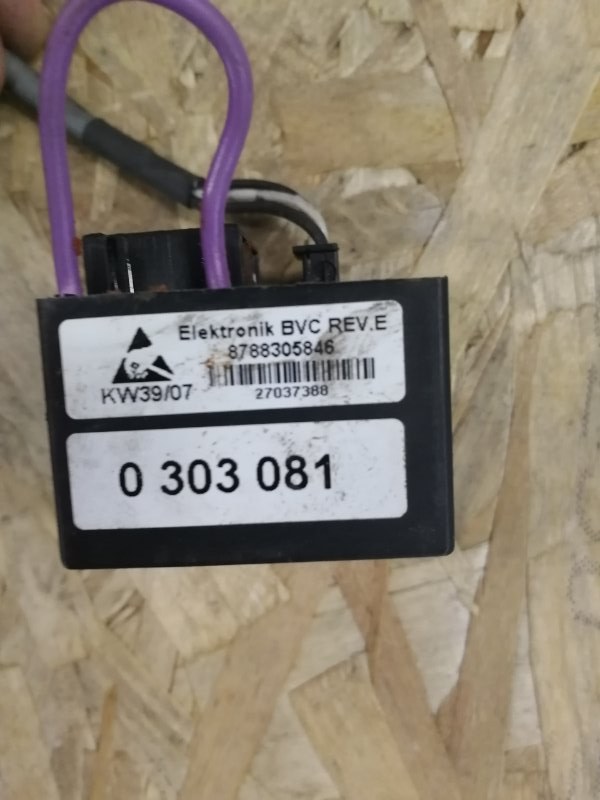 Elektronik BVC REV.E
8788305846
KW39/07
27037388
0 303 081